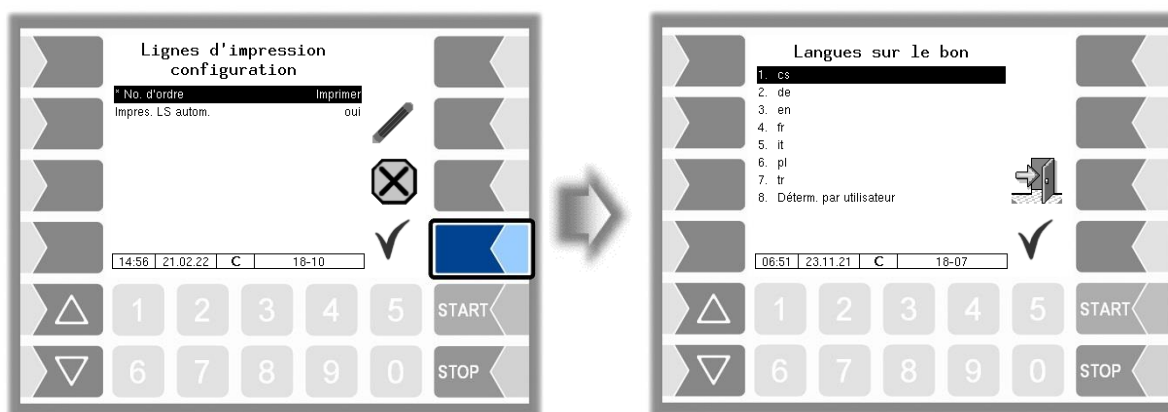 Lignes d'impression
configuration
* No. d'ordre Imprimer
Impres. LS autom. oui
14:56 21.02.22 C 18-10
1 2 3 4 5 START
6 7 8 9 0 STOP
Langues sur le bon
1. cs
2. de
3. en
4. fr
5. it
6. pl
7. tr
8. Déterm. par utilisateur
06:51 23.11.21 C 18-07
1 2 3 4 5 START
6 7 8 9 0 STOP